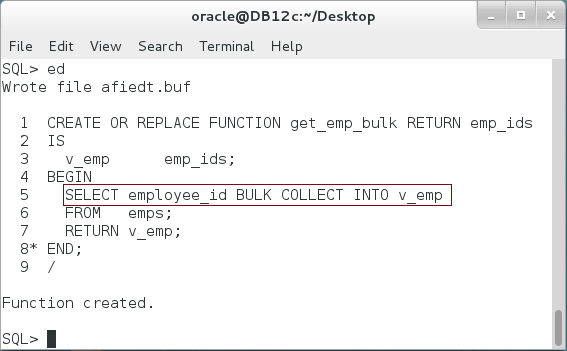 oracle@DB12c:~/Desktop
File Edit View Search Terminal Help
SQL> ed
Wrote file afiedt.buf
1 CREATE OR REPLACE FUNCTION get_emp_bulk RETURN emp_ids
2 IS
3 v_emp emp_ids;
4 BEGIN
5 SELECT employee_id BULK COLLECT INTO v_emp
6 FROM emps;
7 RETURN v_emp;
8* END;
9 /
Function created.
SQL>